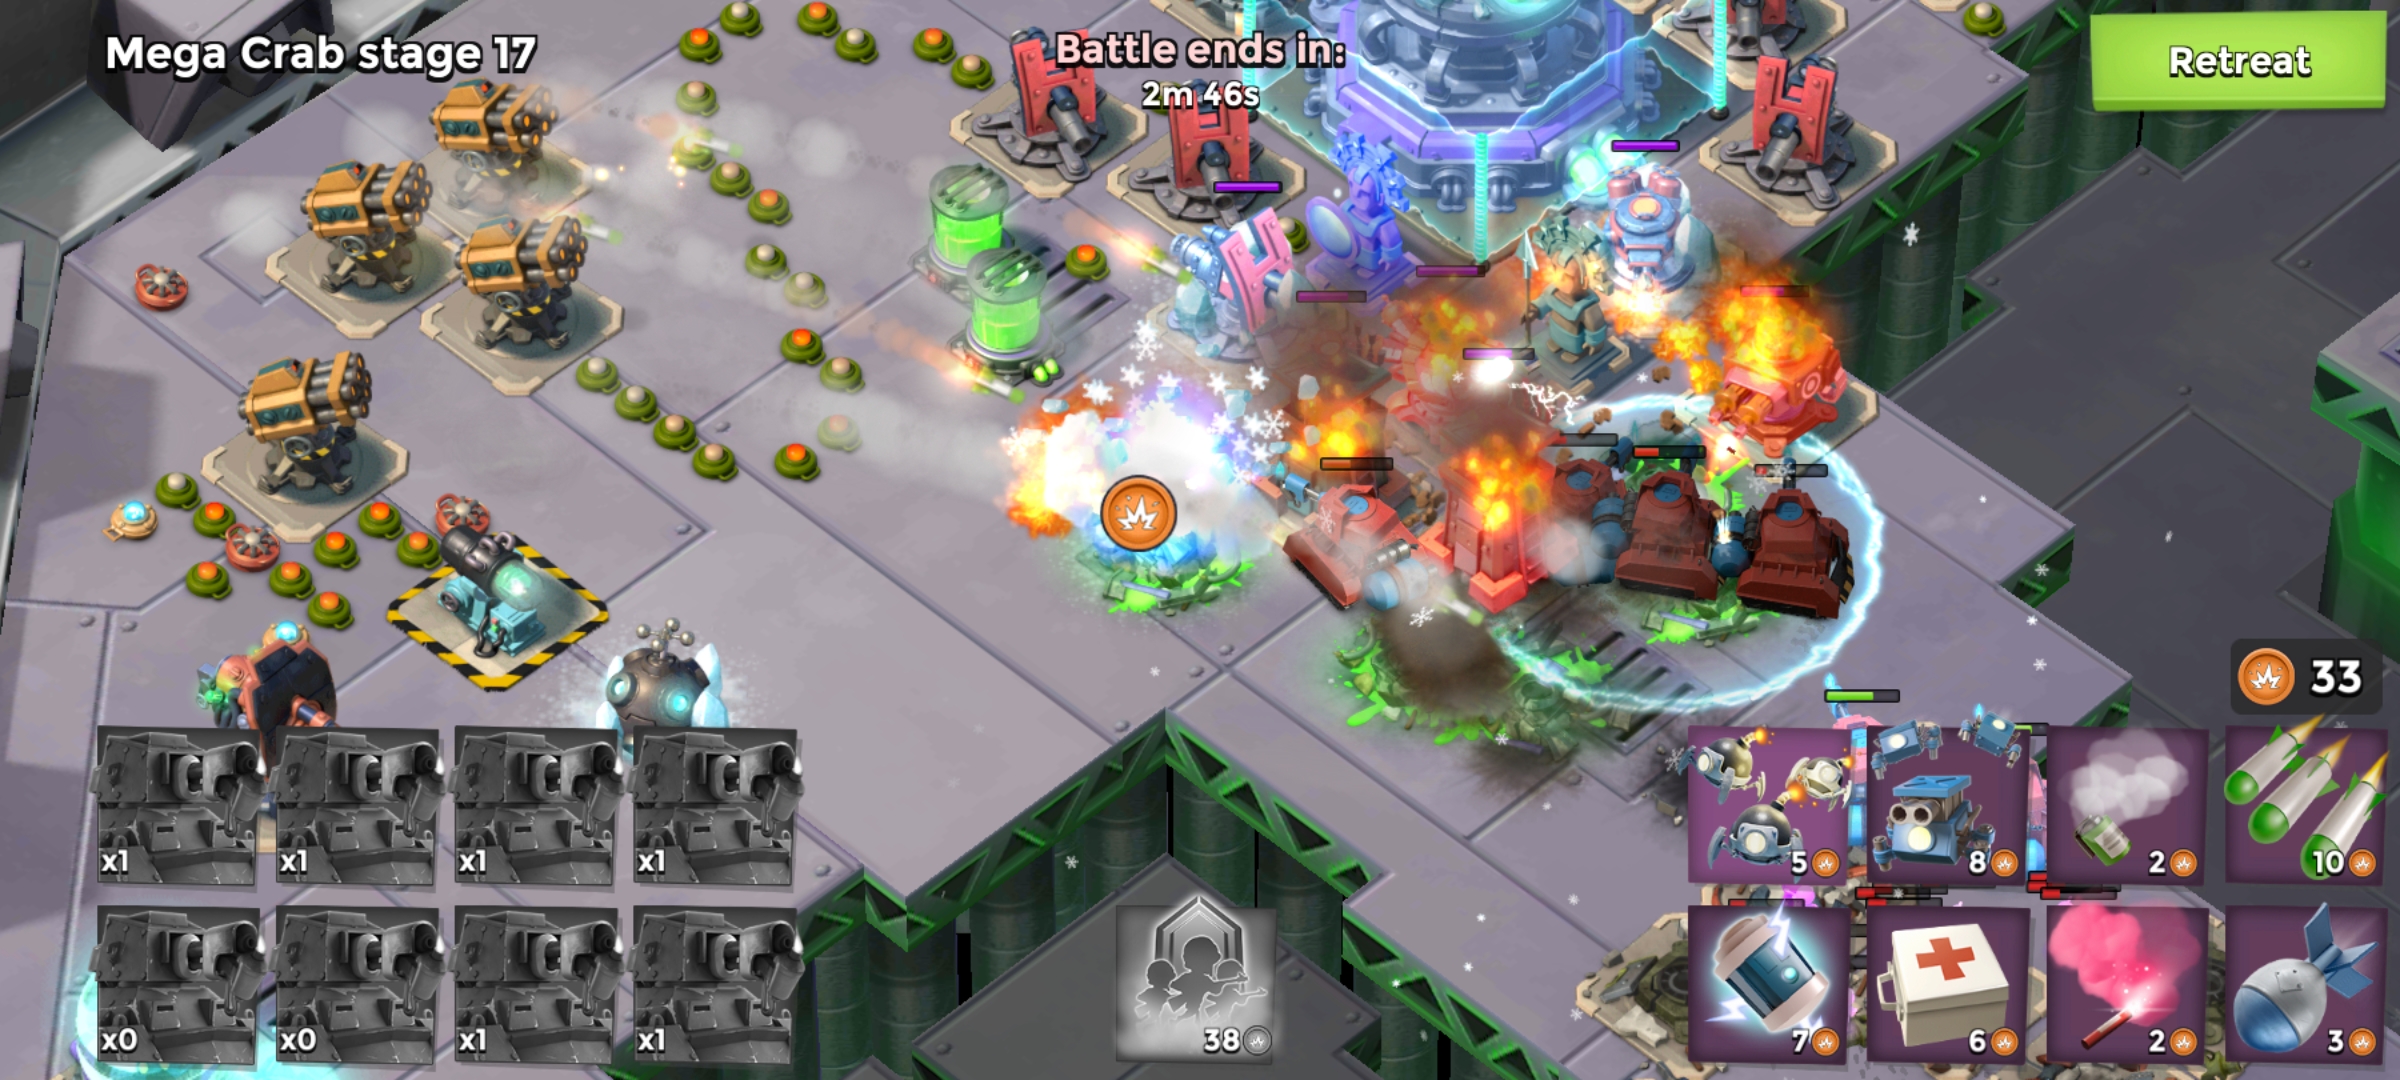 Mega Crab stage 17
Battle ends in:
2m 46s
Retreat
33
x1
x1
x1
x1
5
8
2
10
x0
x0
x1
x1
38
7
6
2
3